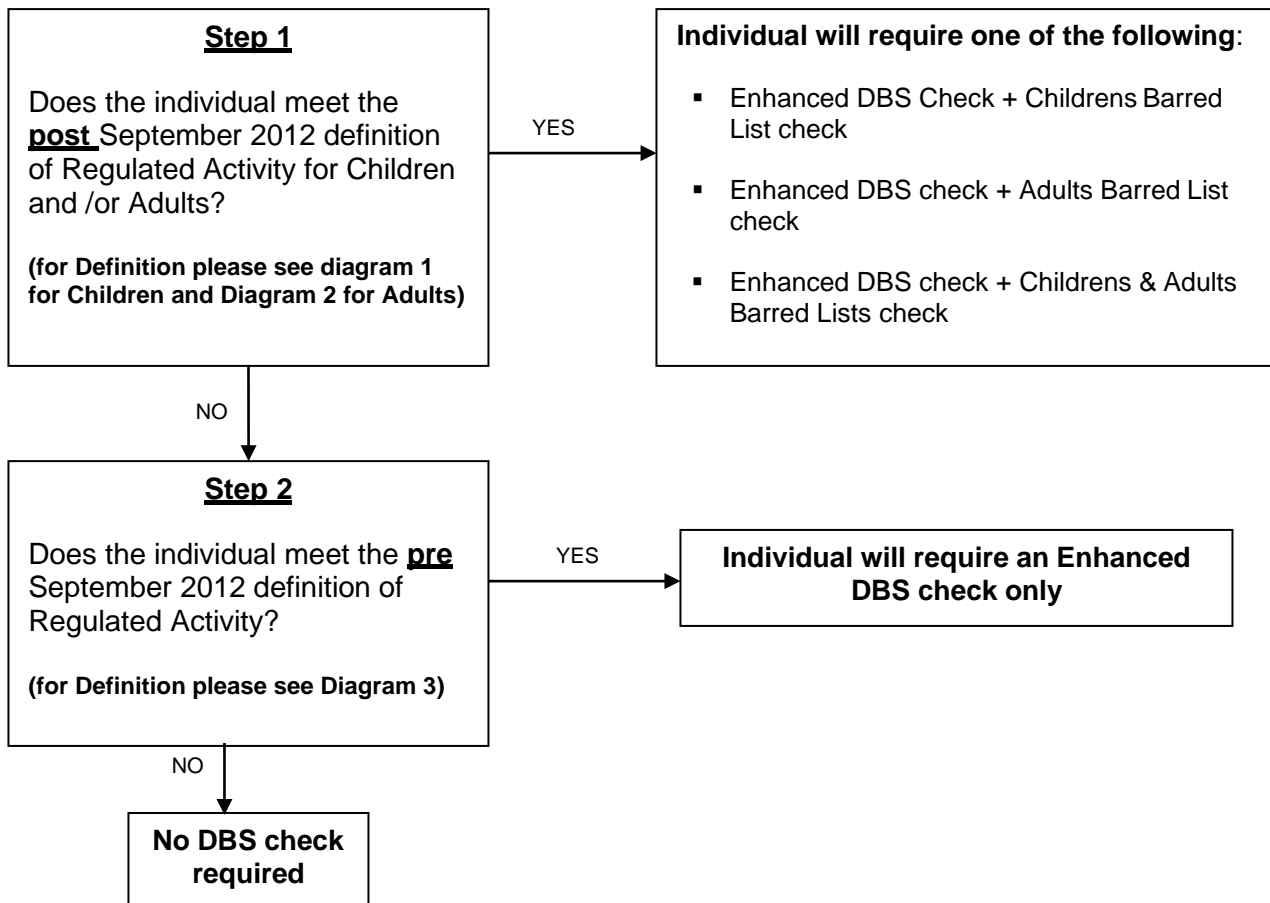 Step 1
Does the individual meet the
post September 2012 definition
of Regulated Activity for Children
and /or Adults?
(for Definition please see diagram 1
for Children and Diagram 2 for Adults)
YES
Individual will require one of the following:
▪ Enhanced DBS Check + Childrens Barred
List check
▪ Enhanced DBS check + Adults Barred List
check
▪ Enhanced DBS check + Childrens & Adults
Barred Lists check
NO
Step 2
Does the individual meet the pre
September 2012 definition of
Regulated Activity?
(for Definition please see Diagram 3)
YES
Individual will require an Enhanced
DBS check only
NO
No DBS check
required